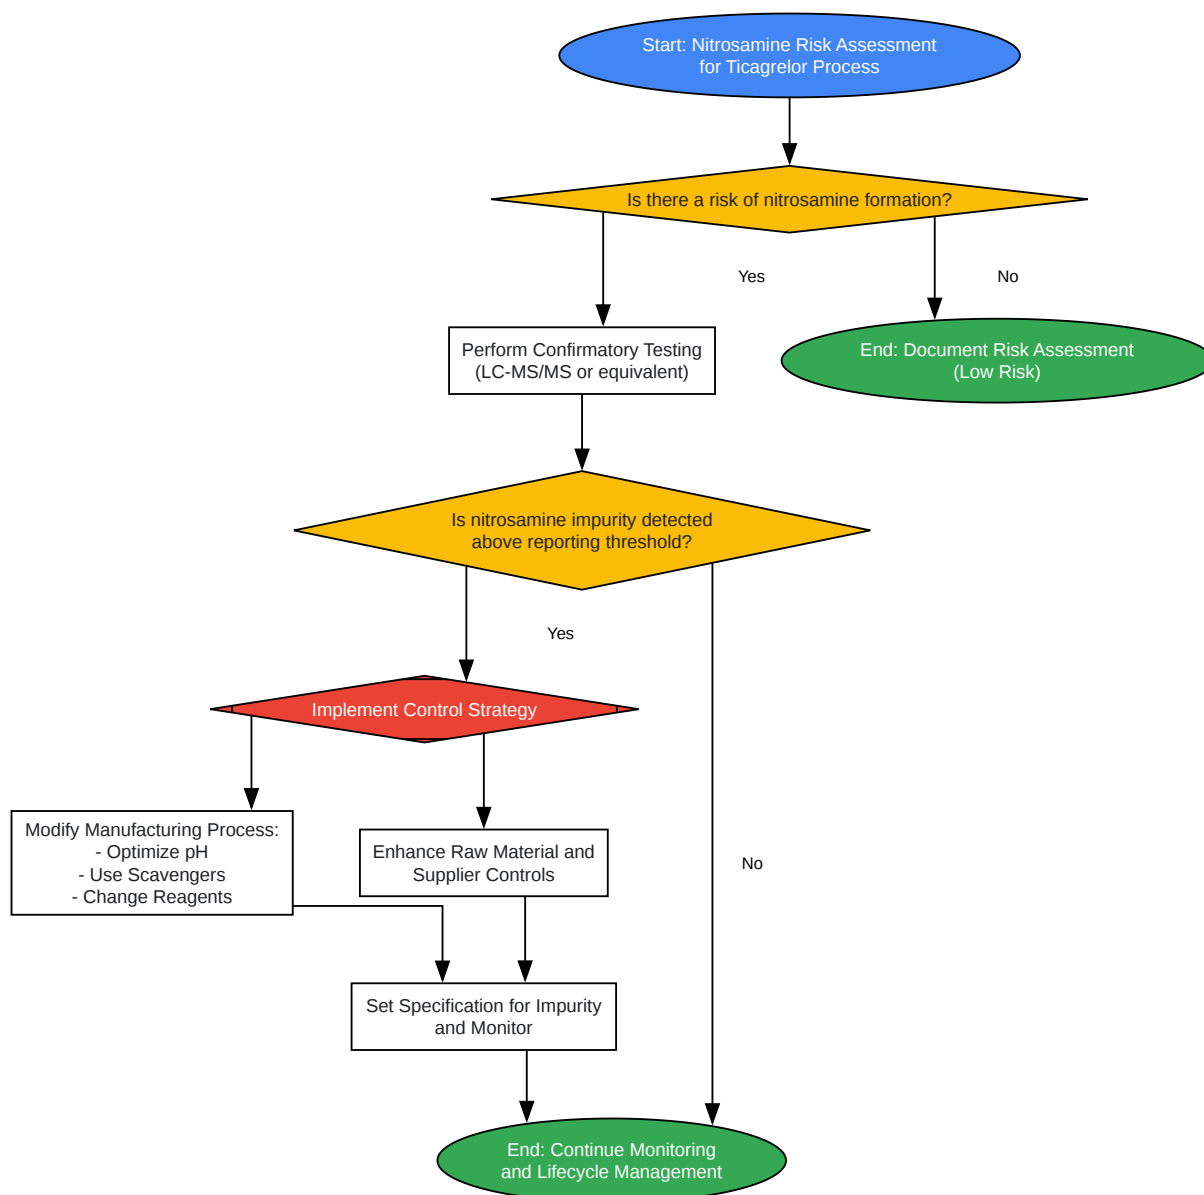 Start: Nitrosamine Risk Assessment
for Ticagrelor Process
Is there a risk of nitrosamine formation?
Yes
No
Perform Confirmatory Testing
(LC-MS/MS or equivalent)
End: Document Risk Assessment
(Low Risk)
Is nitrosamine impurity detected
above reporting threshold?
Yes
Implement Control Strategy
Modify Manufacturing Process:
- Optimize pH
- Use Scavengers
- Change Reagents
Enhance Raw Material and
Supplier Controls
No
Set Specification for Impurity
and Monitor
End: Continue Monitoring
and Lifecycle Management